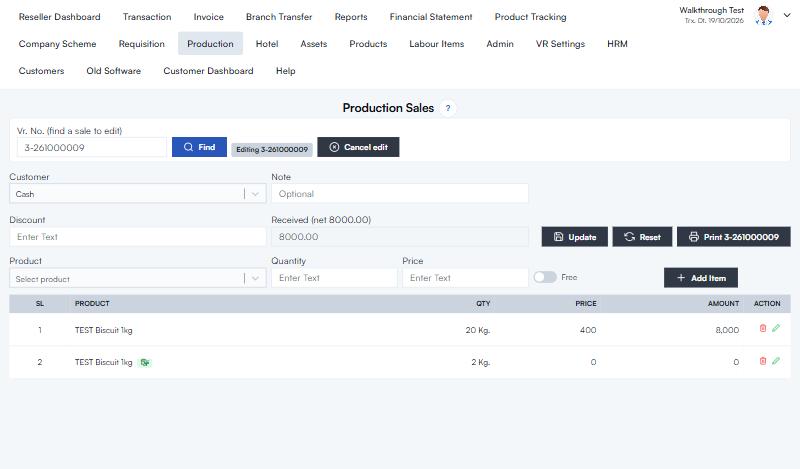 Reseller Dashboard Transaction Invoice Branch Transfer Reports Financial Statement Product Tracking
Walkthrough Test
Trx. Dt. 19/10/2026
Company Scheme Requisition Production Hotel Assets Products Labour Items Admin VR Settings HRM
Customers Old Software Customer Dashboard Help
Production Sales ?
Vr. No. (find a sale to edit)
3-261000009 Find Editing 3-261000009 Cancel edit
Customer Note
Cash Optional
Discount Received (net 8000.00)
Enter Text 8000.00 Update Reset Print 3-261000009
Product Quantity Price
Select product Enter Text Enter Text Free + Add Item
SL PRODUCT QTY PRICE AMOUNT ACTION
1 TEST Biscuit 1kg 20 Kg. 400 8,000
2 TEST Biscuit 1kg 2 Kg. 0 0